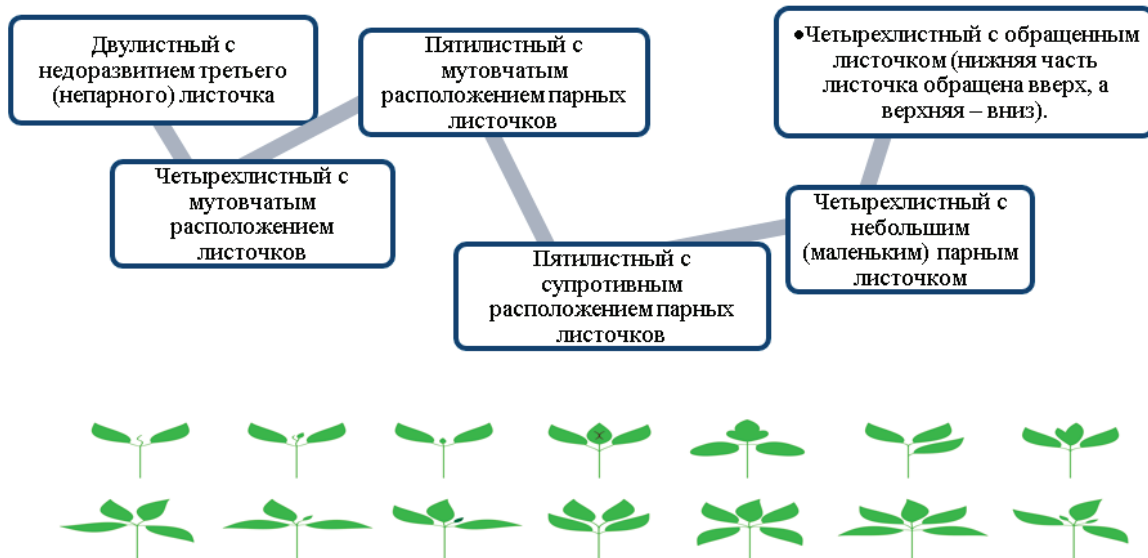 Двулистный с
недоразвитием третьего
(непарного) листочка
Четырехлистный с
мутовчатым
расположением
листочков
Пятилистный с
мутовчатым
расположением парных
листочков
Пятилистный с
супротивным
расположением парных
листочков
Четырехлистный с
небольшим
(маленьким) парным
листочком
•Четырехлистный с обращенным
листочком (нижняя часть
листочка обращена вверх, а
верхняя – вниз).